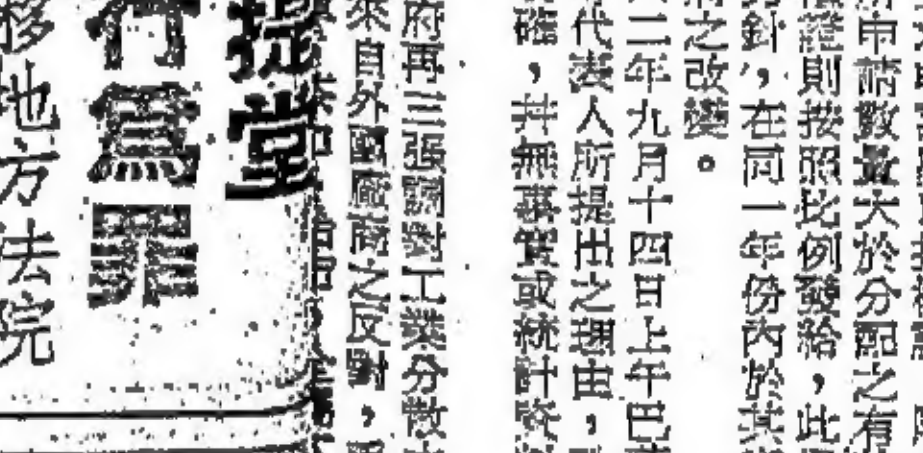 申請數量大於分配之有
則按照比例發給，此
針，在同一年份內於其
之改變。
二年九月十四日上午巴
代表人所提出之理由，
確，并無事實或統計資
府再三強調對工業分散
來自外國廠商之反對，
提堂
行爲罪
移地方法院